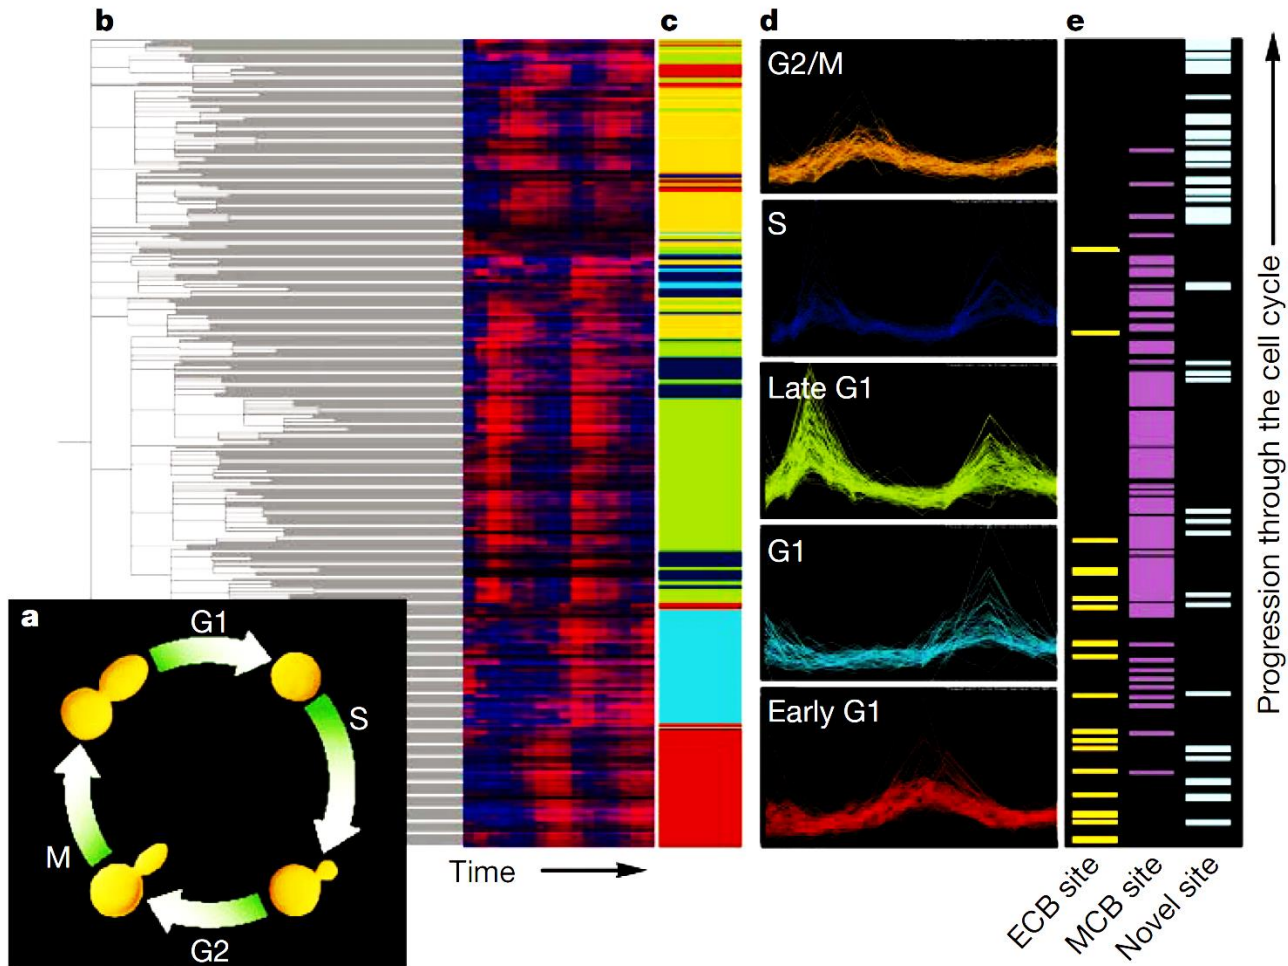 b
c
d
e
G2/M
S
Late G1
G1
Early G1
a
G1
S
M
G2
Time
ECB site
MCB site
Novel site
Progression through the cell cycle